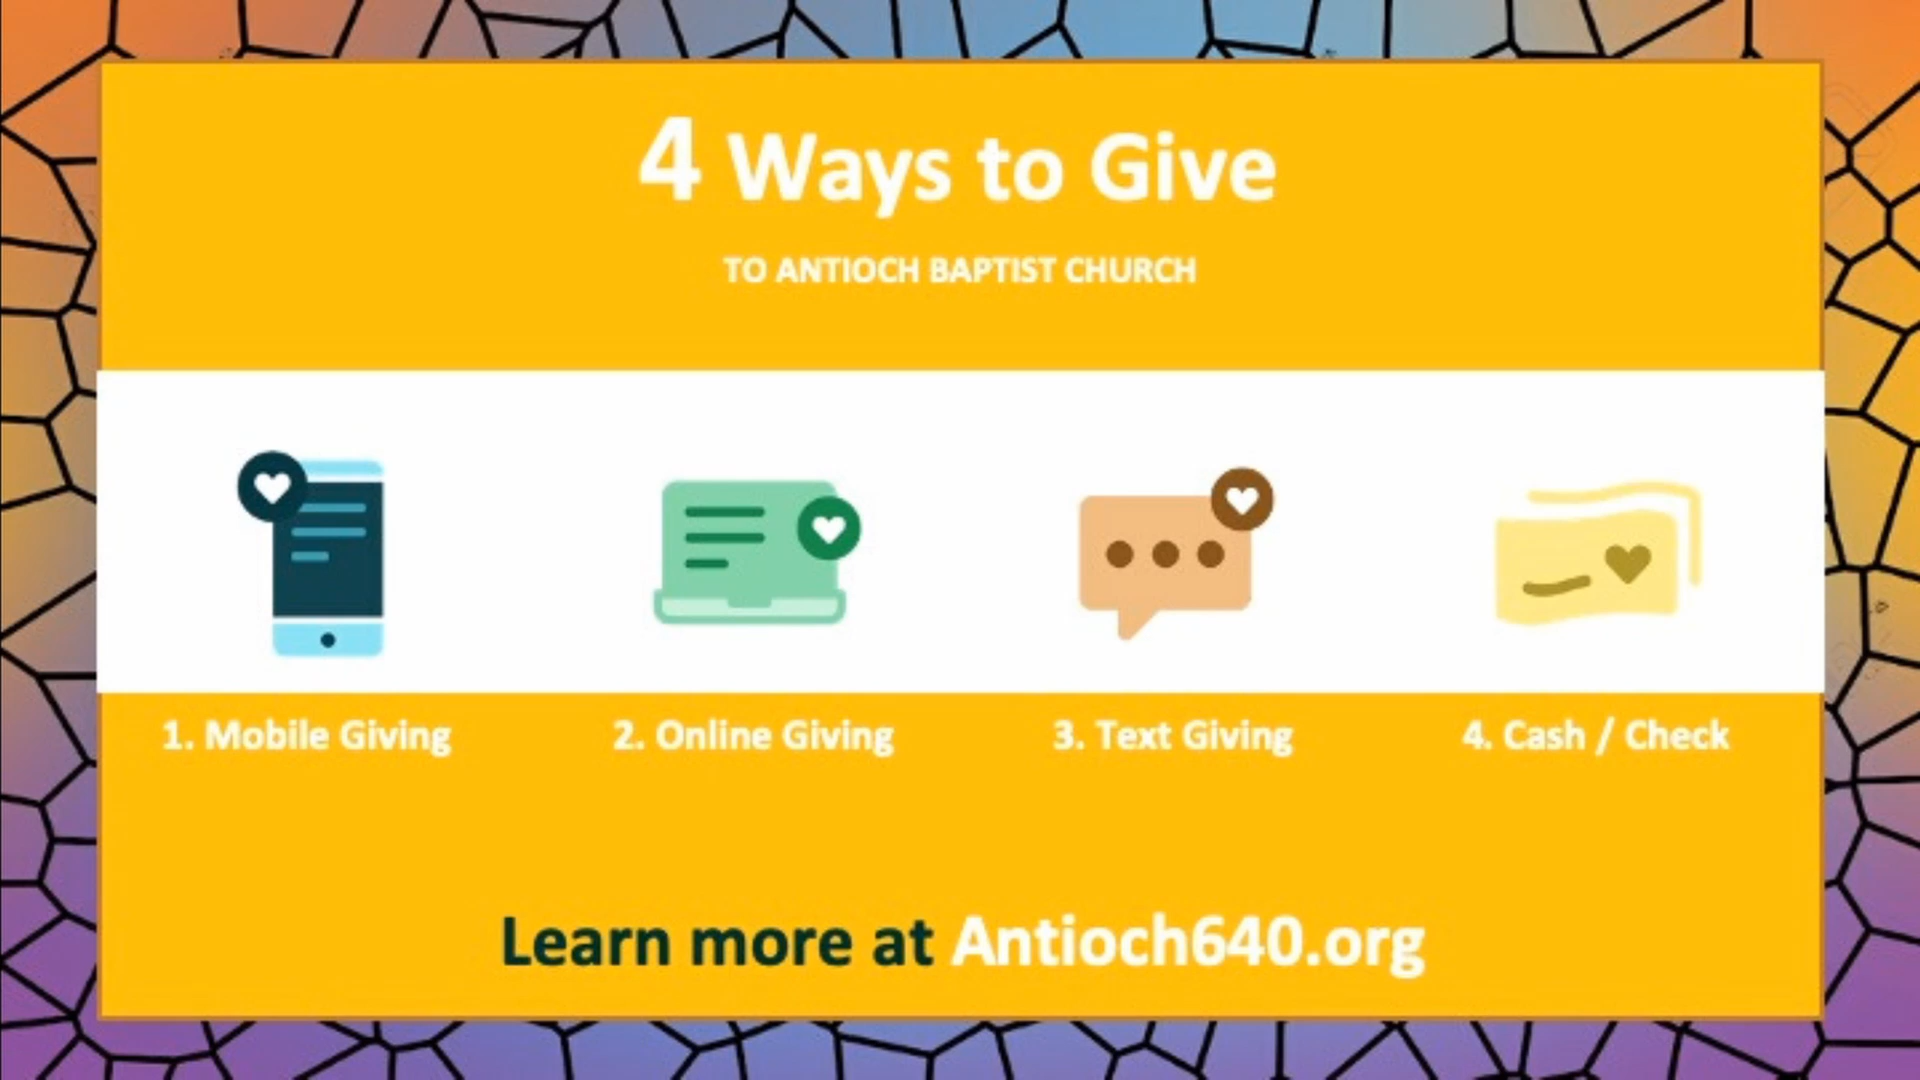 4 Ways to Give
TO ANTIOCH BAPTIST CHURCH
1. Mobile Giving
2. Online Giving
3. Text Giving
4. Cash / Check
Learn more at Antioch640.org